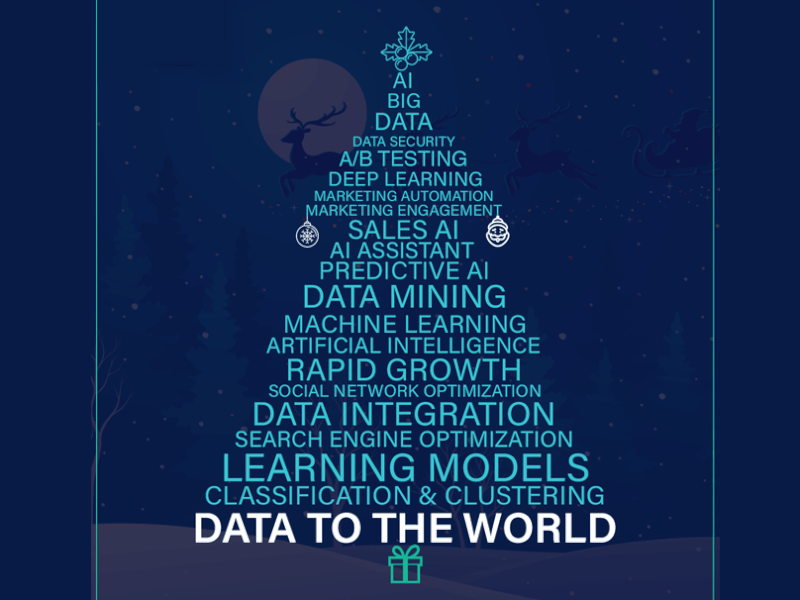 AI
BIG
DATA
DATA SECURITY
A/B TESTING
DEEP LEARNING
MARKETING AUTOMATION
MARKETING ENGAGEMENT
SALES AI
AI ASSISTANT
PREDICTIVE AI
DATA MINING
MACHINE LEARNING
ARTIFICIAL INTELLIGENCE
RAPID GROWTH
SOCIAL NETWORK OPTIMIZATION
DATA INTEGRATION
SEARCH ENGINE OPTIMIZATION
LEARNING MODELS
CLASSIFICATION & CLUSTERING
DATA TO THE WORLD